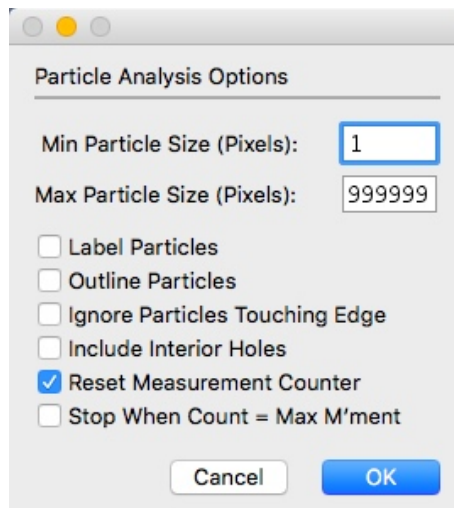 Particle Analysis Options
Min Particle Size (Pixels): 1
Max Particle Size (Pixels): 999999
Label Particles
Outline Particles
Ignore Particles Touching Edge
Include Interior Holes
Reset Measurement Counter
Stop When Count = Max M’ment
Cancel OK